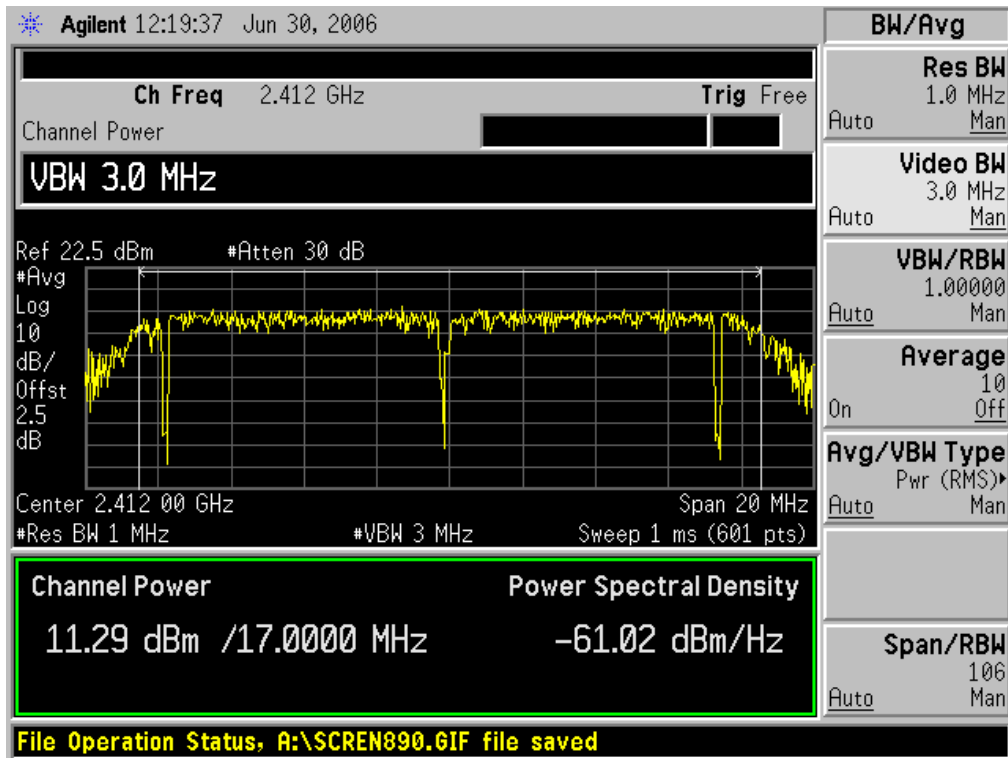 Agilent 12:19:37 Jun 30, 2006
BW/Avg
Ch Freq 2.412 GHz Trig Free
Channel Power
VBW 3.0 MHz
Ref 22.5 dBm #Atten 30 dB
#Avg
Log
10
dB/
Offst
2.5
dB
Center 2.412 00 GHz Span 20 MHz
#Res BW 1 MHz #VBW 3 MHz Sweep 1 ms (601 pts)
Channel Power Power Spectral Density
11.29 dBm /17.0000 MHz -61.02 dBm/Hz
Res BW
1.0 MHz
Auto Man
Video BW
3.0 MHz
Auto Man
VBW/RBW
1.00000
Auto Man
Average
10
On Off
Avg/VBW Type
Pwr (RMS)▸
Auto Man
Span/RBW
106
Auto Man
File Operation Status, A:\SCREN890.GIF file saved